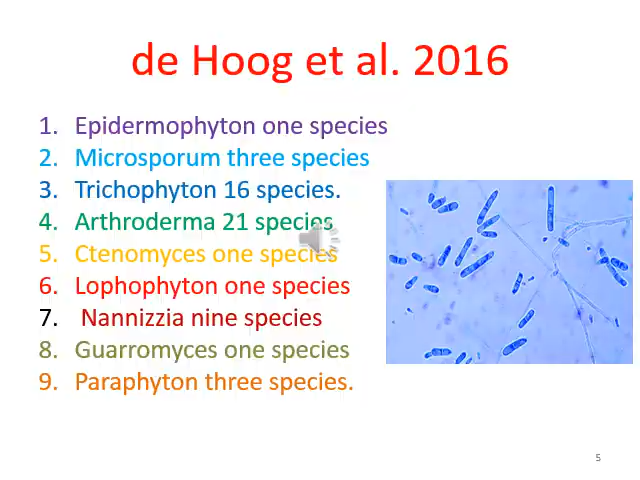 de Hoog et al. 2016
1. Epidermophyton one species
2. Microsporum three species
3. Trichophyton 16 species.
4. Arthroderma 21 species
5. Ctenomyces one species
6. Lophophyton one species
7. Nannizzia nine species
8. Guarromyces one species
9. Paraphyton three species.
5